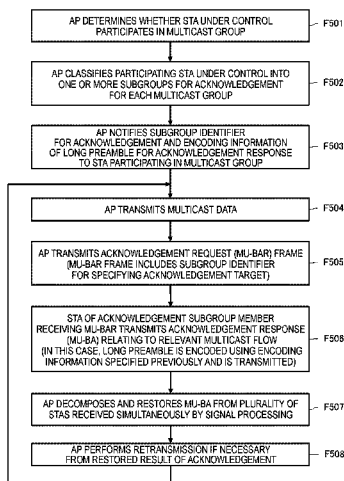 AP DETERMINES WHETHER STA UNDER CONTROL
PARTICIPATES IN MULTICAST GROUP
F501
AP CLASSIFIES PARTICIPATING STA UNDER CONTROL INTO
ONE OR MORE SUBGROUPS FOR ACKNOWLEDGEMENT
FOR EACH MULTICAST GROUP
F502
AP NOTIFIES SUBGROUP IDENTIFIER
FOR ACKNOWLEDGEMENT AND ENCODING INFORMATION
OF LONG PREAMBLE FOR ACKNOWLEDGEMENT RESPONSE
TO STA PARTICIPATING IN MULTICAST GROUP
F503
AP TRANSMITS MULTICAST DATA
F504
AP TRANSMITS ACKNOWLEDGEMENT REQUEST (MU-BAR) FRAME
(MU-BAR FRAME INCLUDES SUBGROUP IDENTIFIER
FOR SPECIFYING ACKNOWLEDGEMENT TARGET)
F505
STA OF ACKNOWLEDGEMENT SUBGROUP MEMBER
RECEIVING MU-BAR TRANSMITS ACKNOWLEDGEMENT RESPONSE
(MU-BA) RELATING TO RELEVANT MULTICAST FLOW
(IN THIS CASE, LONG PREAMBLE IS ENCODED USING ENCODING
INFORMATION SPECIFIED PREVIOUSLY AND IS TRANSMITTED)
F506
AP DECOMPOSES AND RESTORES MU-BA FROM PLURALITY OF
STAS RECEIVED SIMULTANEOUSLY BY SIGNAL PROCESSING
F507
AP PERFORMS RETRANSMISSION IF NECESSARY
FROM RESTORED RESULT OF ACKNOWLEDGEMENT
F508